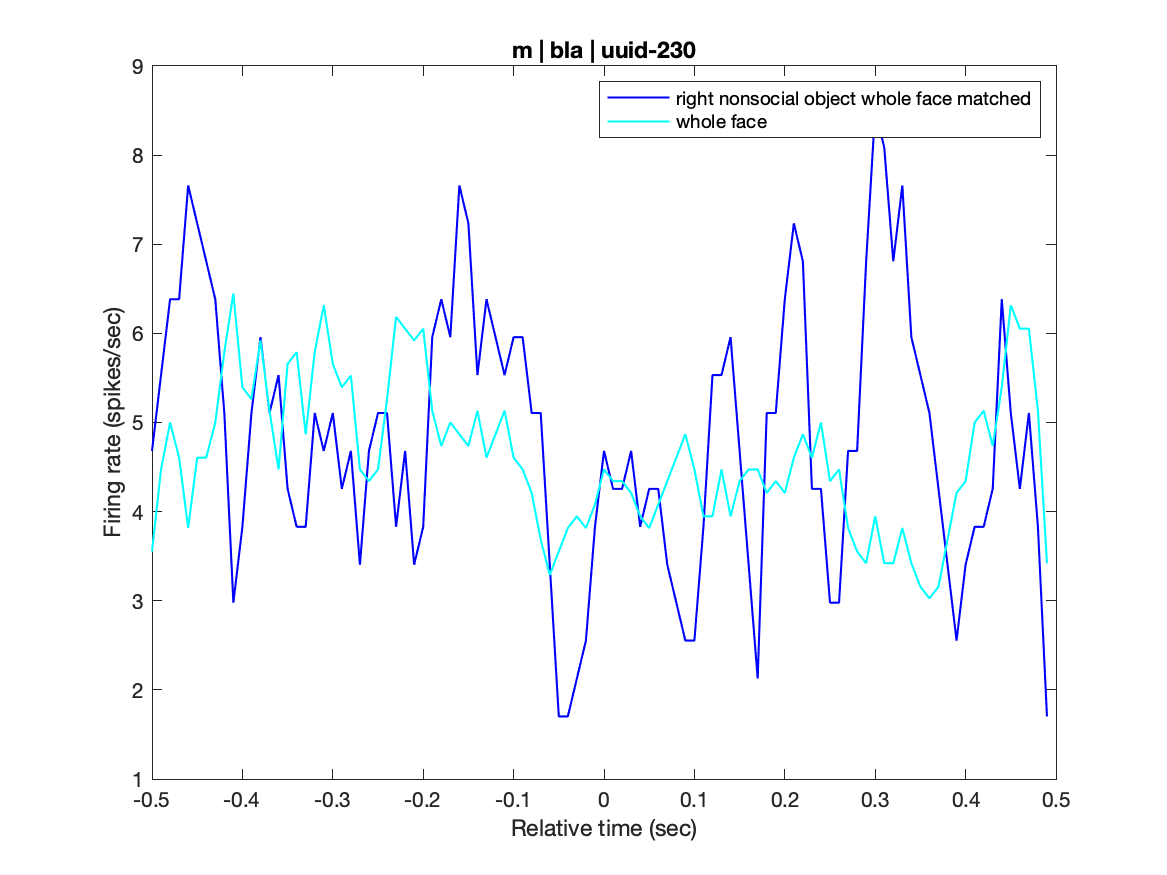 m | bla | uuid-230
right nonsocial object whole face matched
whole face
Firing rate (spikes/sec)
9
8
7
6
5
4
3
2
1
-0.5 -0.4 -0.3 -0.2 -0.1 0 0.1 0.2 0.3 0.4 0.5
Relative time (sec)